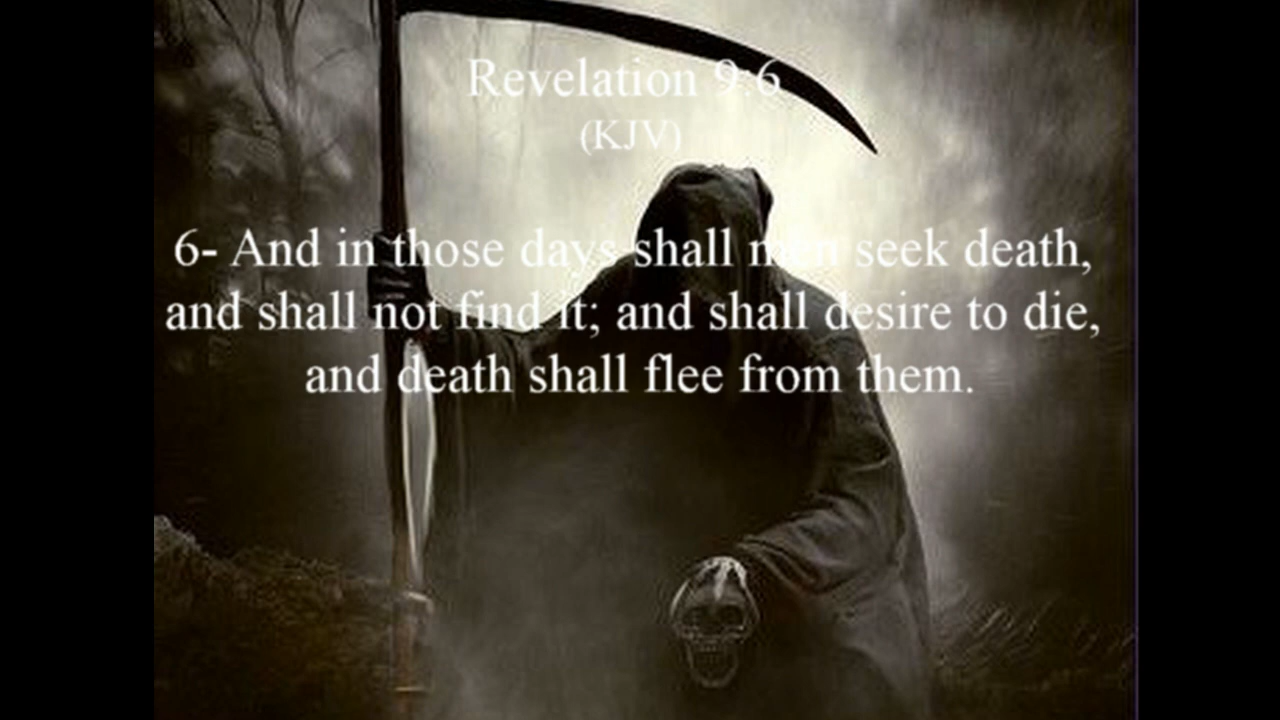 Revelation 9:6
(KJV)
6- And in those days shall men seek death,
and shall not find it; and shall desire to die,
and death shall flee from them.